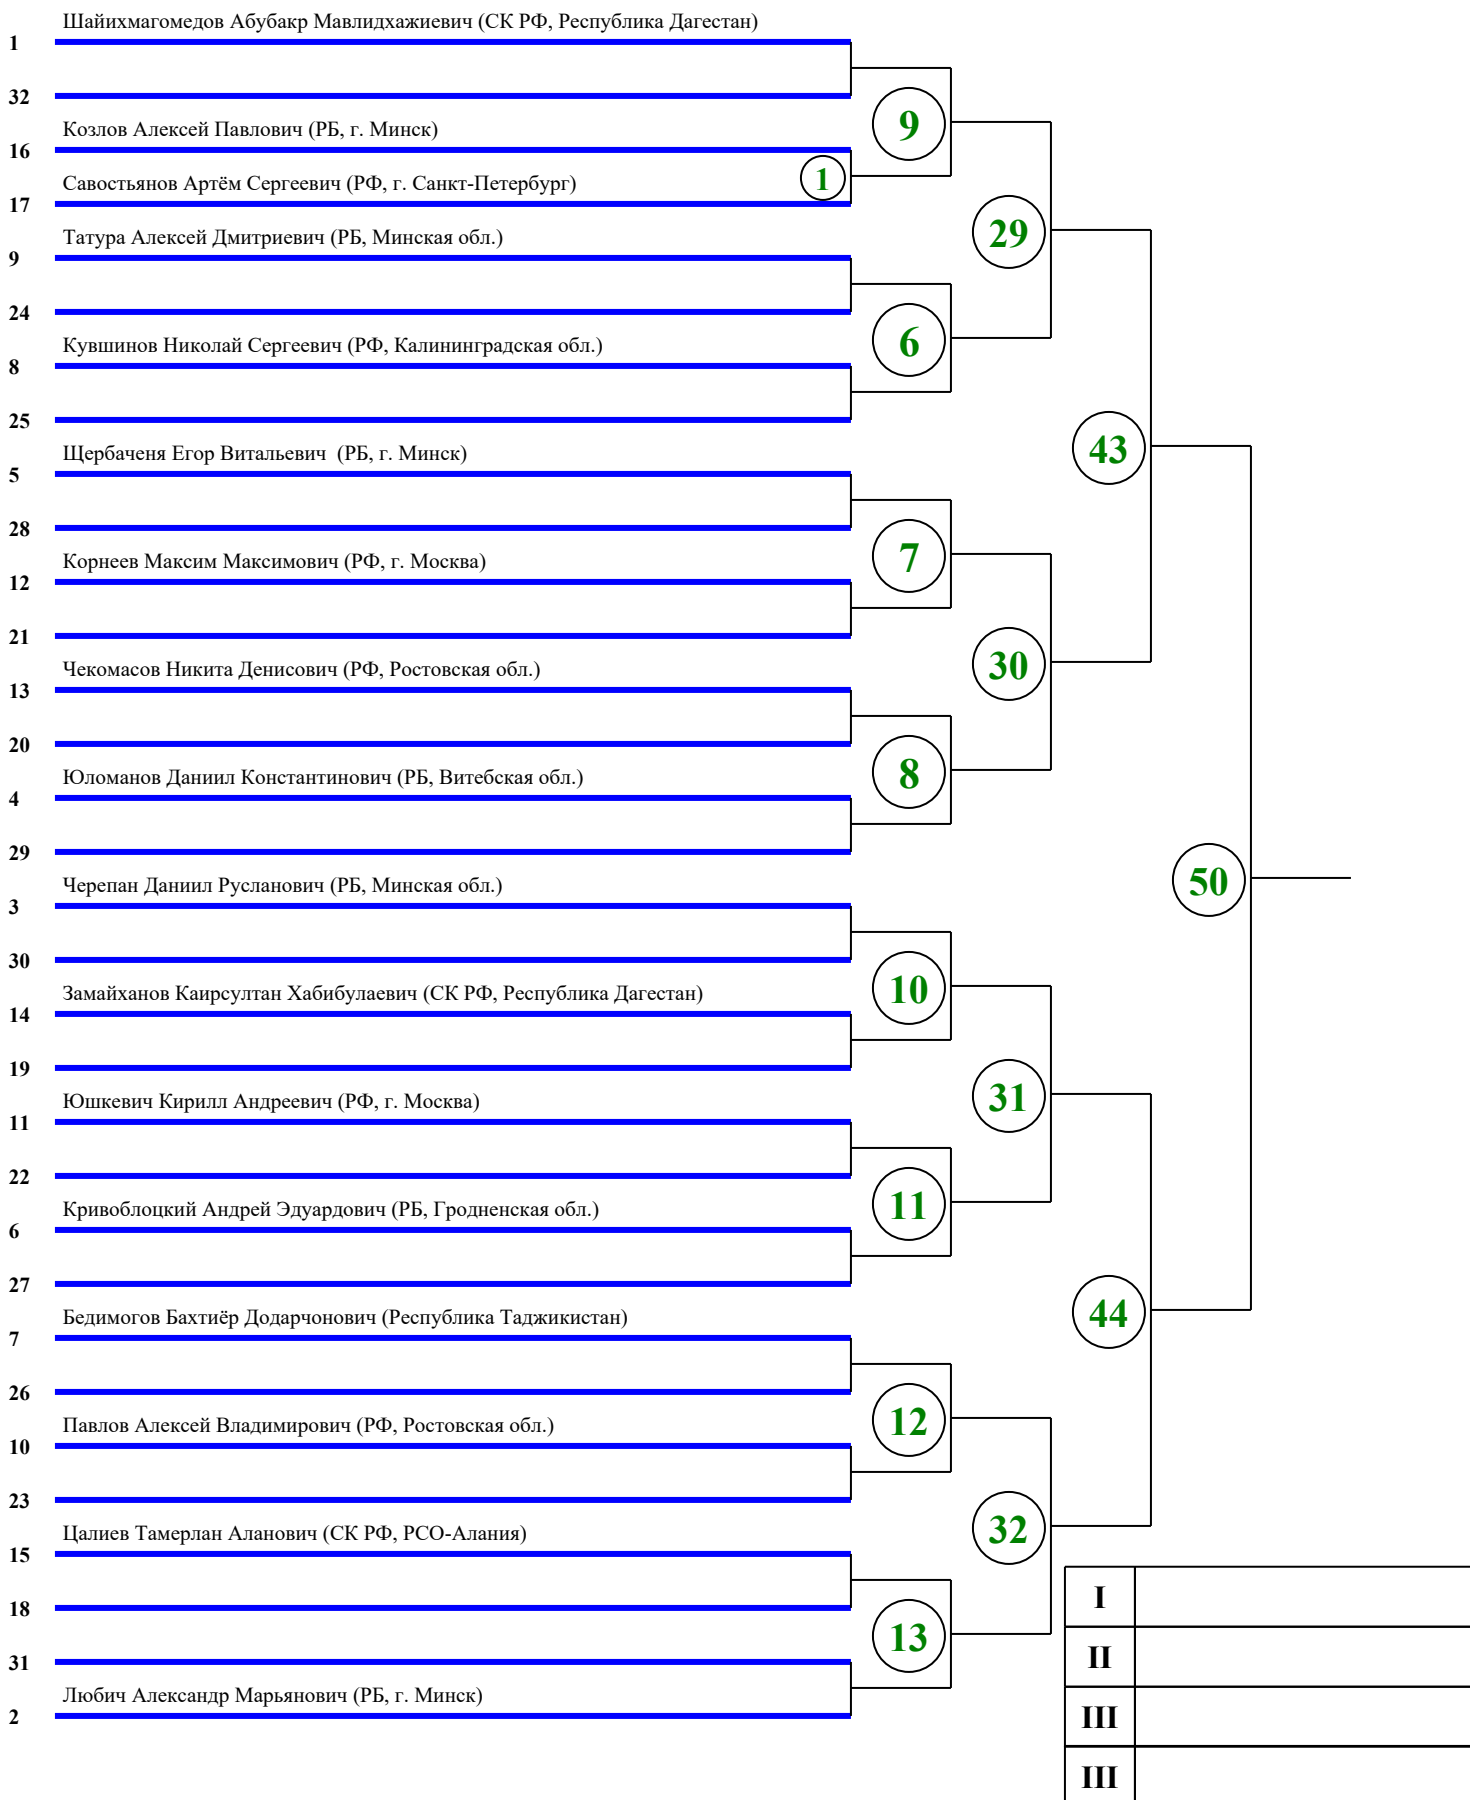 Шайихмагомедов Абубакр Мавлидхажиевич (СК РФ, Республика Дагестан)
1
32
Козлов Алексей Павлович (РБ, г. Минск)
16
Савостьянов Артём Сергеевич (РФ, г. Санкт-Петербург)
17
Татура Алексей Дмитриевич (РБ, Минская обл.)
9
24
Кувшинов Николай Сергеевич (РФ, Калининградская обл.)
8
25
Щербаченя Егор Витальевич (РБ, г. Минск)
5
28
Корнеев Максим Максимович (РФ, г. Москва)
12
21
Чекомасов Никита Денисович (РФ, Ростовская обл.)
13
20
Юломанов Даниил Константинович (РБ, Витебская обл.)
4
29
Черепан Даниил Русланович (РБ, Минская обл.)
3
30
Замайханов Каирсултан Хабибулаевич (СК РФ, Республика Дагестан)
14
19
Юшкевич Кирилл Андреевич (РФ, г. Москва)
11
22
Кривоблоцкий Андрей Эдуардович (РБ, Гродненская обл.)
6
27
Бедимогов Бахтиёр Додарчонович (Республика Таджикистан)
7
26
Павлов Алексей Владимирович (РФ, Ростовская обл.)
10
23
Цалиев Тамерлан Аланович (СК РФ, РСО-Алания)
15
18
31
Любич Александр Марьянович (РБ, г. Минск)
2
1
9
6
7
8
10
11
12
13
29
30
31
32
43
44
50
I
II
III
III